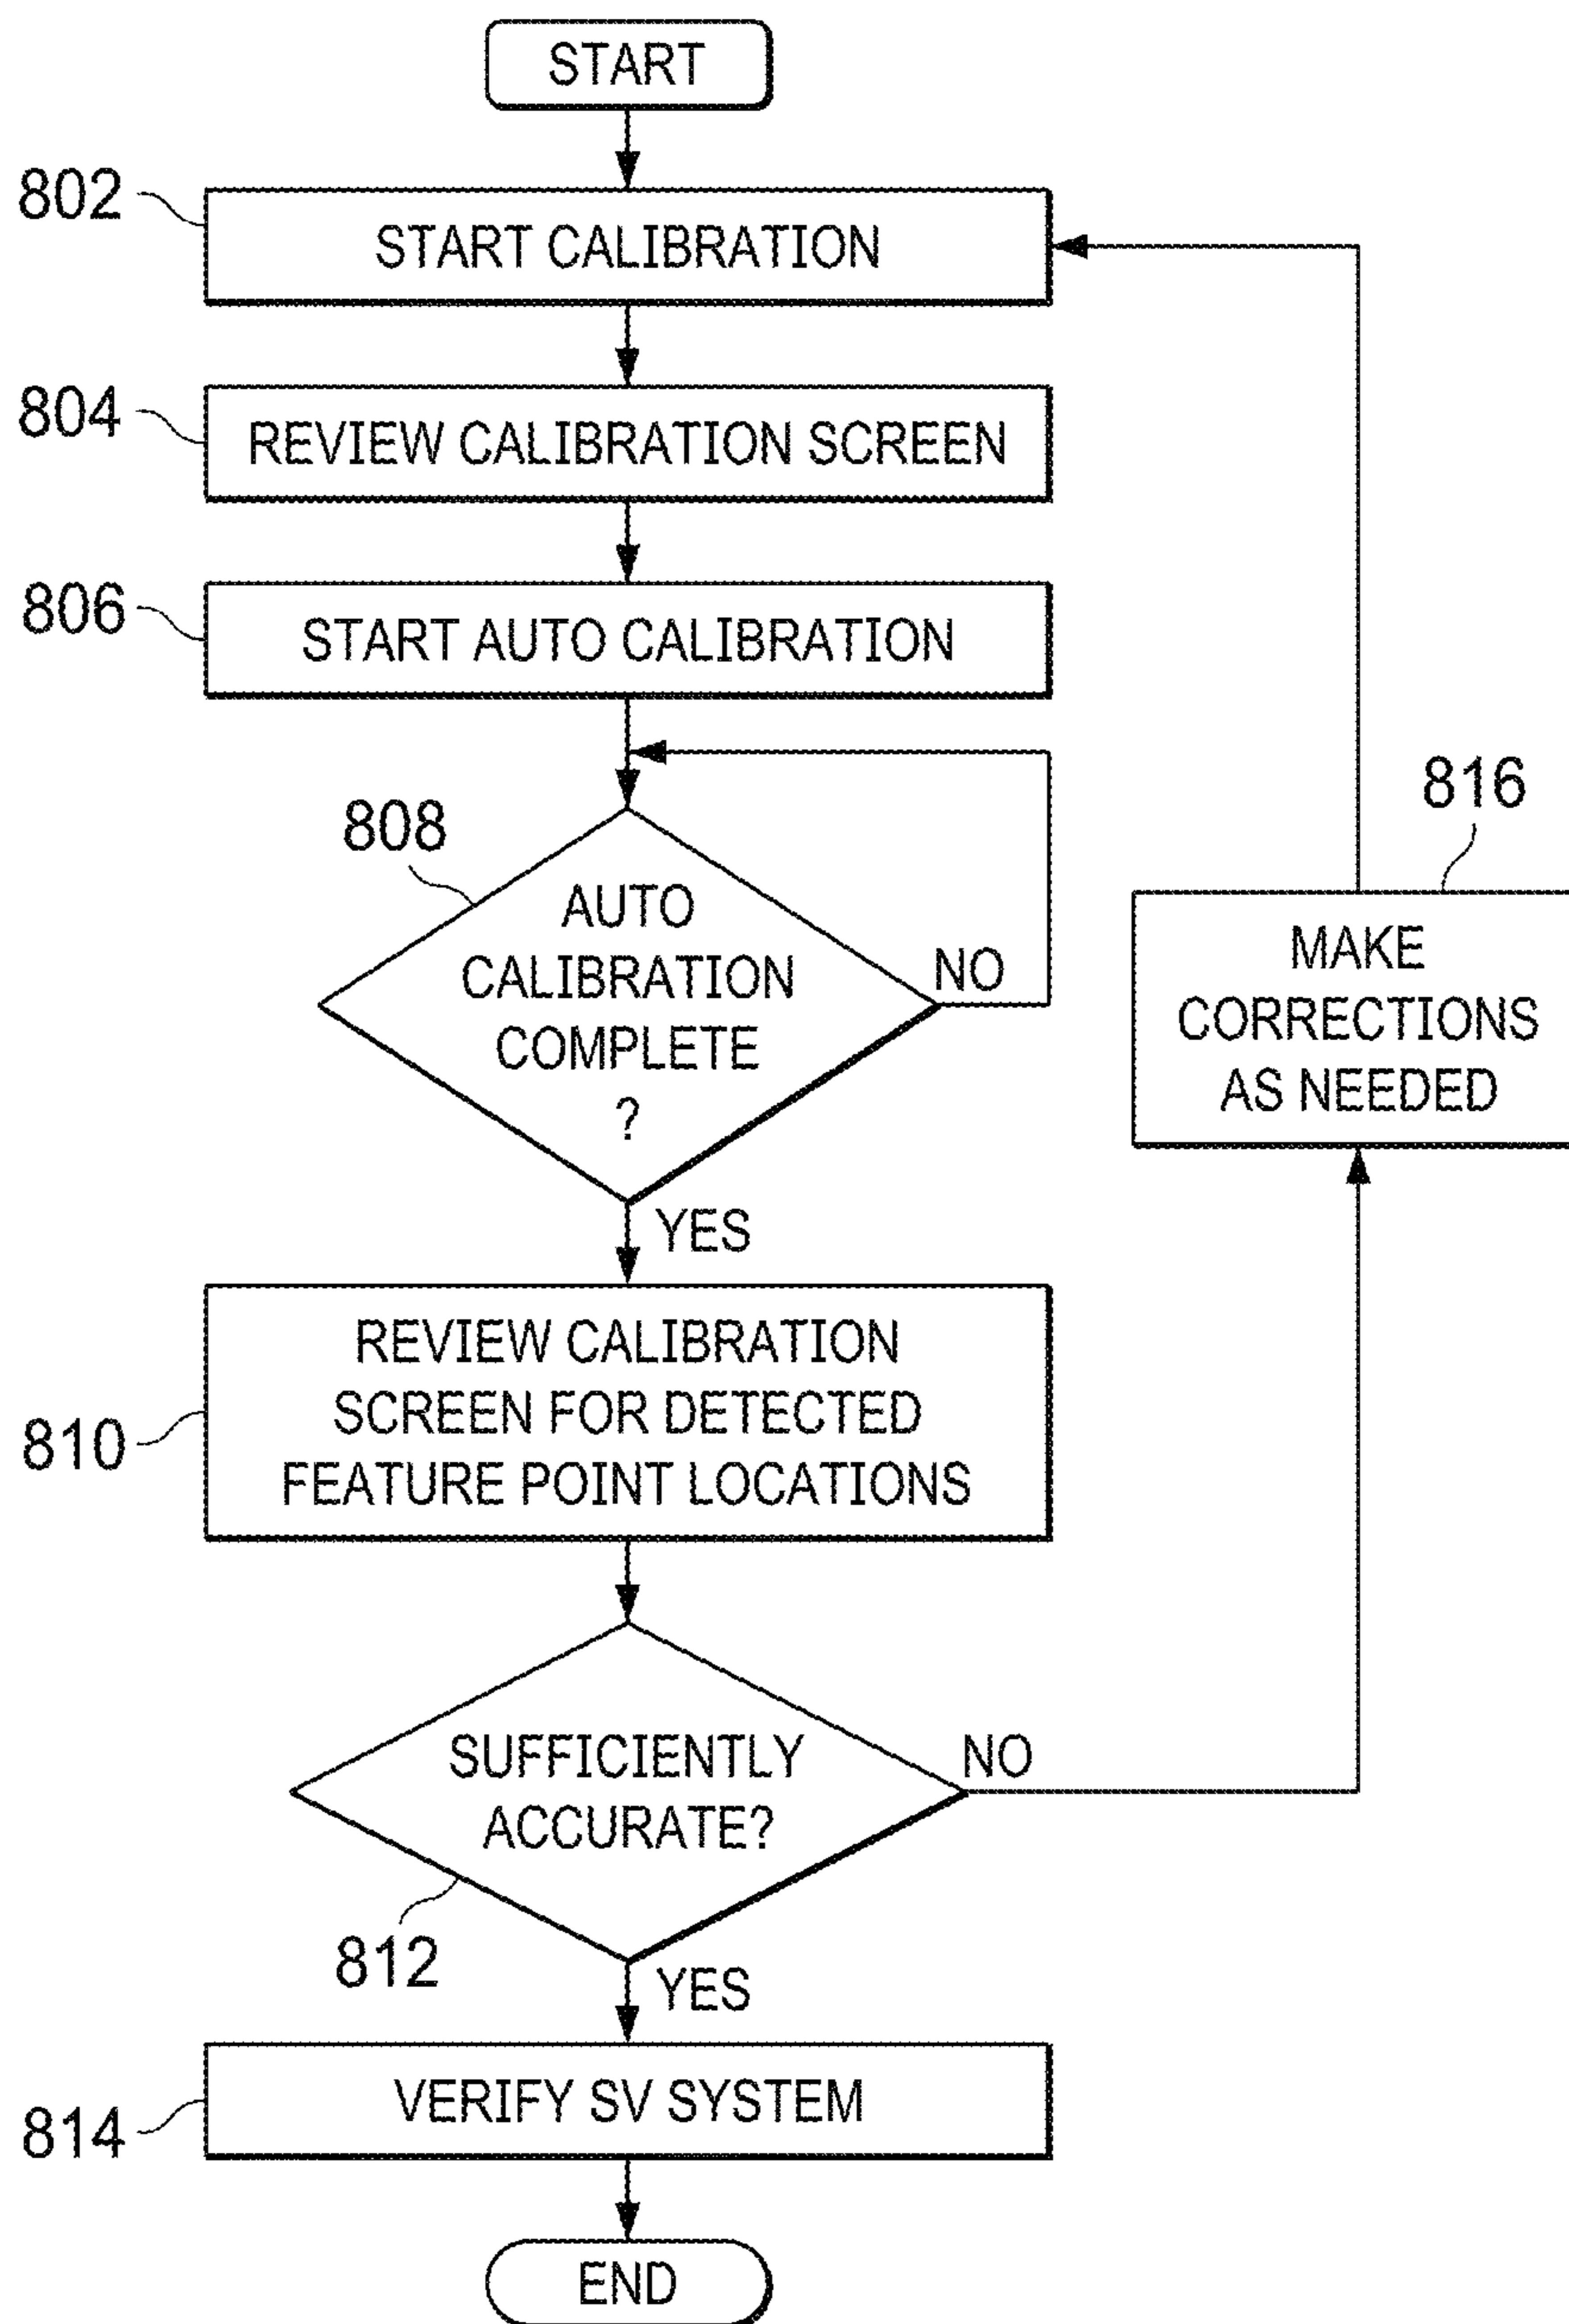 START
802
START CALIBRATION
804
REVIEW CALIBRATION SCREEN
806
START AUTO CALIBRATION
808
AUTO
CALIBRATION
COMPLETE
?
NO
YES
816
MAKE
CORRECTIONS
AS NEEDED
810
REVIEW CALIBRATION
SCREEN FOR DETECTED
FEATURE POINT LOCATIONS
SUFFICIENTLY
ACCURATE?
NO
812
YES
814
VERIFY SV SYSTEM
END